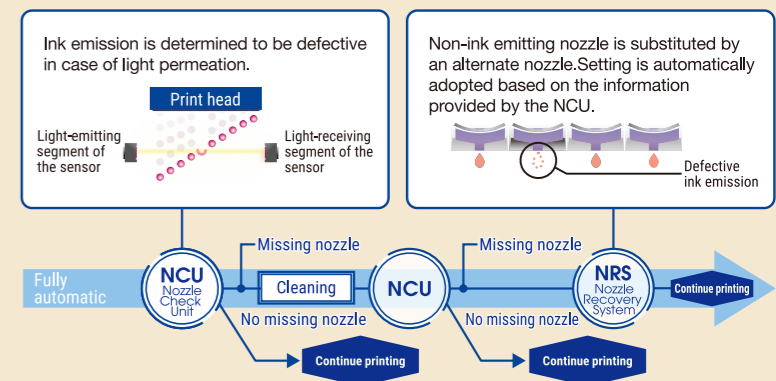 Ink emission is determined to be defective
in case of light permeation.
Print head
Light-emitting
segment of
the sensor
Light-receiving
segment of the
sensor
Non-ink emitting nozzle is substituted by
an alternate nozzle.Setting is automatically
adopted based on the information
provided by the NCU.
Defective
ink emission
Fully
automatic
NCU
Nozzle
Check
Unit
Missing nozzle
Cleaning
No missing nozzle
Continue printing
NCU
Missing nozzle
No missing nozzle
Continue printing
NRS
Nozzle
Recovery
System
Continue printing